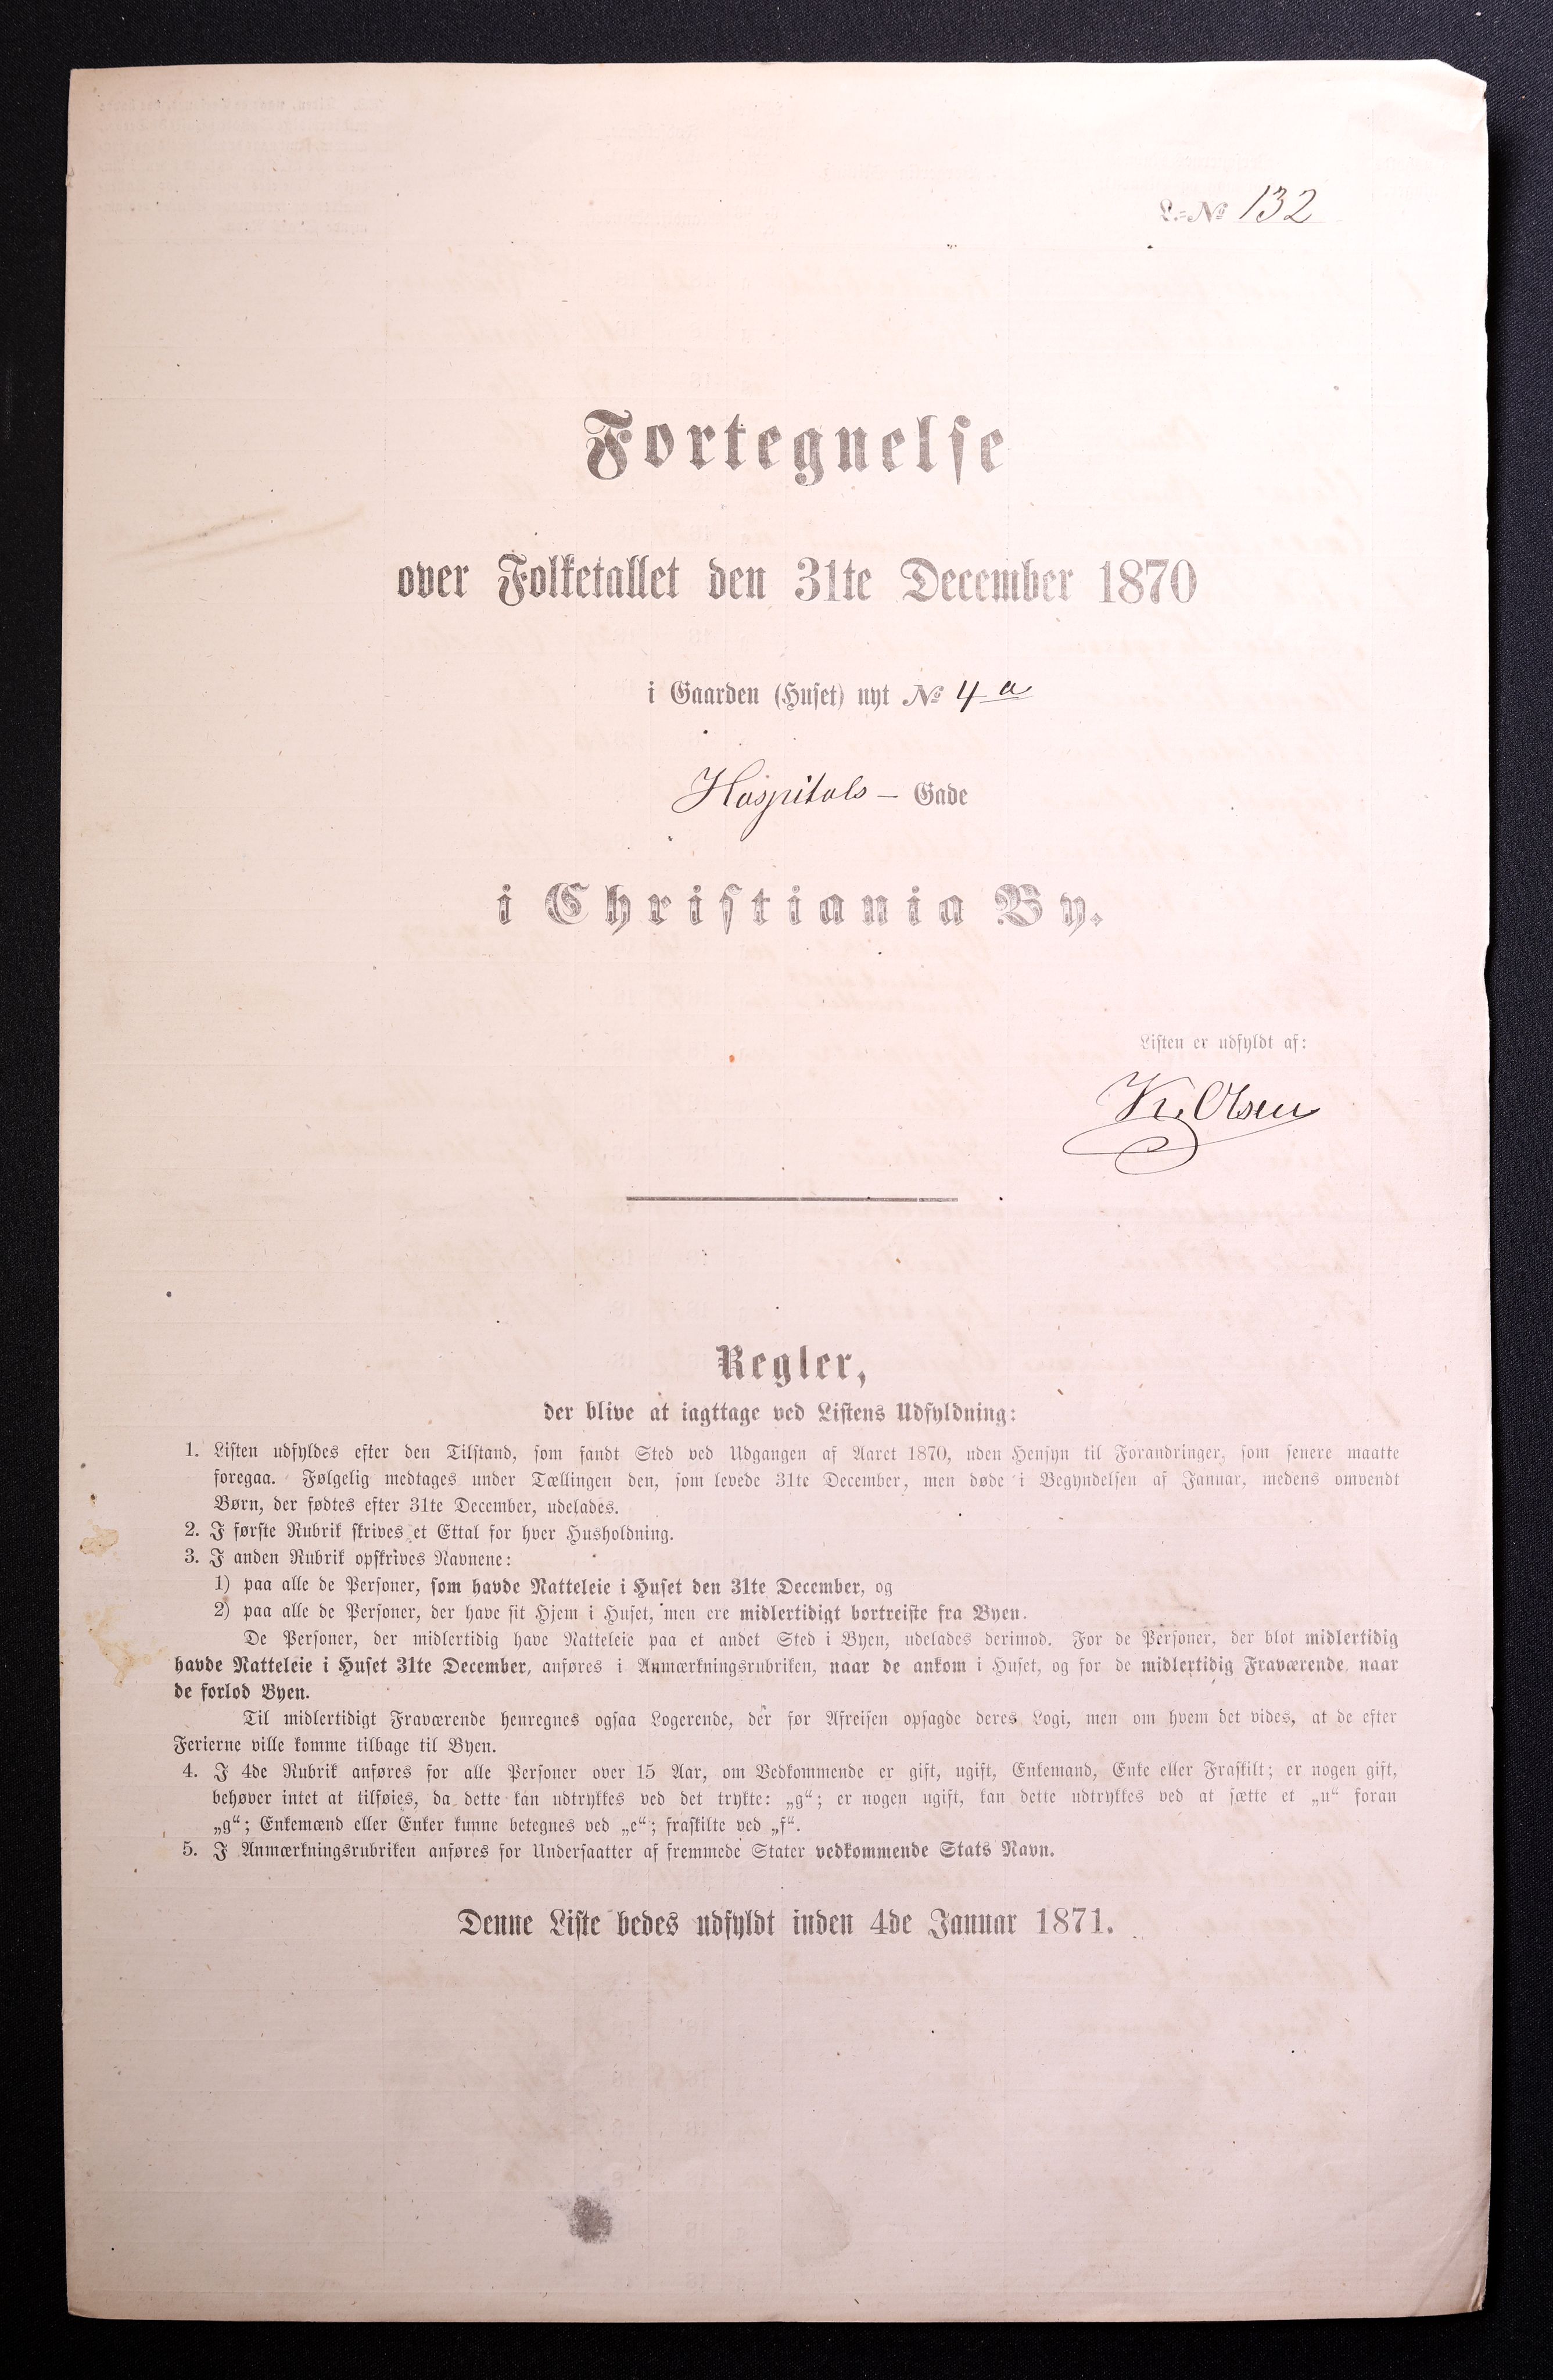 L.-No 132
Fortegnelse
over Folketallet den 31te December 1870
i Gaarden (Huset) nyt No 4 a
Hospitals – Gade
i Christiania By.
Listen er udfyldt af:
Kr. Olsen
Regler,
der blive at iagttage ved Listens Udfyldning:
1. Listen udfyldes efter den Tilstand, som fandt Sted ved Udgangen af Aaret 1870, uden Hensyn til Forandringer, som senere maatte
foregaa. Følgelig medtages under Tællingen den, som levede 31te December, men døde i Begyndelsen af Januar, medens omvendt
Børn, der fødtes efter 31te December, udelades.
2. I første Rubrik skrives et Ettal for hver Husholdning.
3. I anden Rubrik opskrives Navnene:
1) paa alle de Personer, som havde Natteleie i Huset den 31te December, og
2) paa alle de Personer, der have sit Hjem i Huset, men ere midlertidigt bortreiste fra Byen.
De Personer, der midlertidig have Natteleie paa et andet Sted i Byen, udelades derimod. For de Personer, der blot midlertidig
havde Natteleie i Huset 31te December, anføres i Anmærkningsrubriken, naar de ankom i Huset, og for de midlertidig Fraværende, naar
de forlod Byen.
Til midlertidigt Fraværende henregnes ogsaa Logerende, der før Afreisen opsagde deres Logi, men om hvem det vides, at de efter
Ferierne ville komme tilbage til Byen.
4. I 4de Rubrik anføres for alle Personer over 15 Aar, om Vedkommende er gift, ugift, Enkemand, Enke eller Fraskilt; er nogen gift,
behøver intet at tilføies, da dette kan udtrykkes ved det trykte: „g“; er nogen ugift, kan dette udtrykkes ved at sætte et „u“ foran
„g“; Enkemænd eller Enker kunne betegnes ved „e“; fraskilte ved „f“.
5. I Anmærkningsrubriken anføres for Undersaatter af fremmede Stater vedkommende Stats Navn.
Denne Liste bedes udfyldt inden 4de Januar 1871.